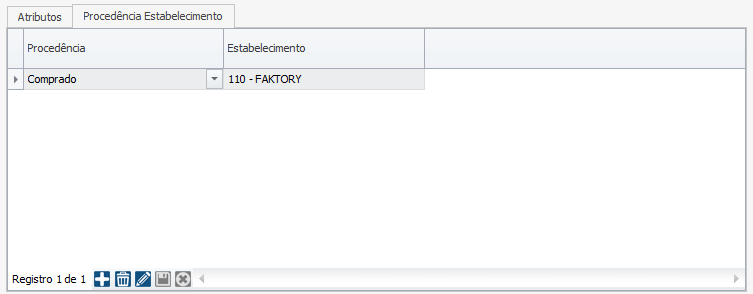 Atributos
Procedência Estabelecimento
Procedência
Estabelecimento
Comprado
110 - FAKTORY
Registro 1 de 1